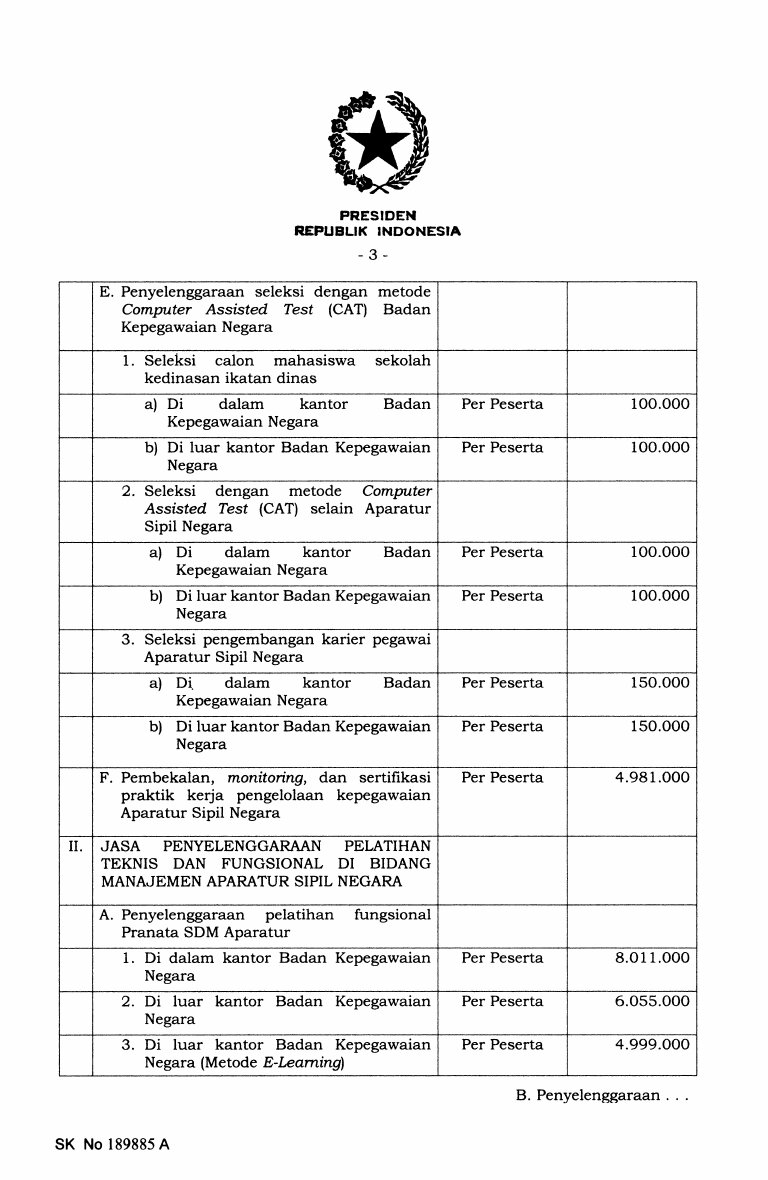 PRESIDEN
REPUBLIK INDONESIA
- 3 -
E. Penyelenggaraan seleksi dengan metode
Computer Assisted Test (CAT) Badan
Kepegawaian Negara
1. Seleksi calon mahasiswa sekolah
kedinasan ikatan dinas
a) Di dalam kantor Badan Per Peserta 100.000
Kepegawaian Negara
b) Di luar kantor Badan Kepegawaian Per Peserta 100.000
Negara
2. Seleksi dengan metode Computer
Assisted Test (CAT) selain Aparatur
Sipil Negara
a) Di dalam kantor Badan Per Peserta 100.000
Kepegawaian Negara
b) Di luar kantor Badan Kepegawaian Per Peserta 100.000
Negara
3. Seleksi pengembangan karier pegawai
Aparatur Sipil Negara
a) Di dalam kantor Badan Per Peserta 150.000
Kepegawaian Negara
b) Di luar kantor Badan Kepegawaian Per Peserta 150.000
Negara
F. Pembekalan, monitoring, dan sertifikasi Per Peserta 4.981.000
praktik kerja pengelolaan kepegawaian
Aparatur Sipil Negara
II. JASA PENYELENGGARAAN PELATIHAN
TEKNIS DAN FUNGSIONAL DI BIDANG
MANAJEMEN APARATUR SIPIL NEGARA
A. Penyelenggaraan pelatihan fungsional
Pranata SDM Aparatur
1. Di dalam kantor Badan Kepegawaian Per Peserta 8.011.000
Negara
2. Di luar kantor Badan Kepegawaian Per Peserta 6.055.000
Negara
3. Di luar kantor Badan Kepegawaian Per Peserta 4.999.000
Negara (Metode E-Learning)
B. Penyelenggaraan . . .
SK No 189885 A